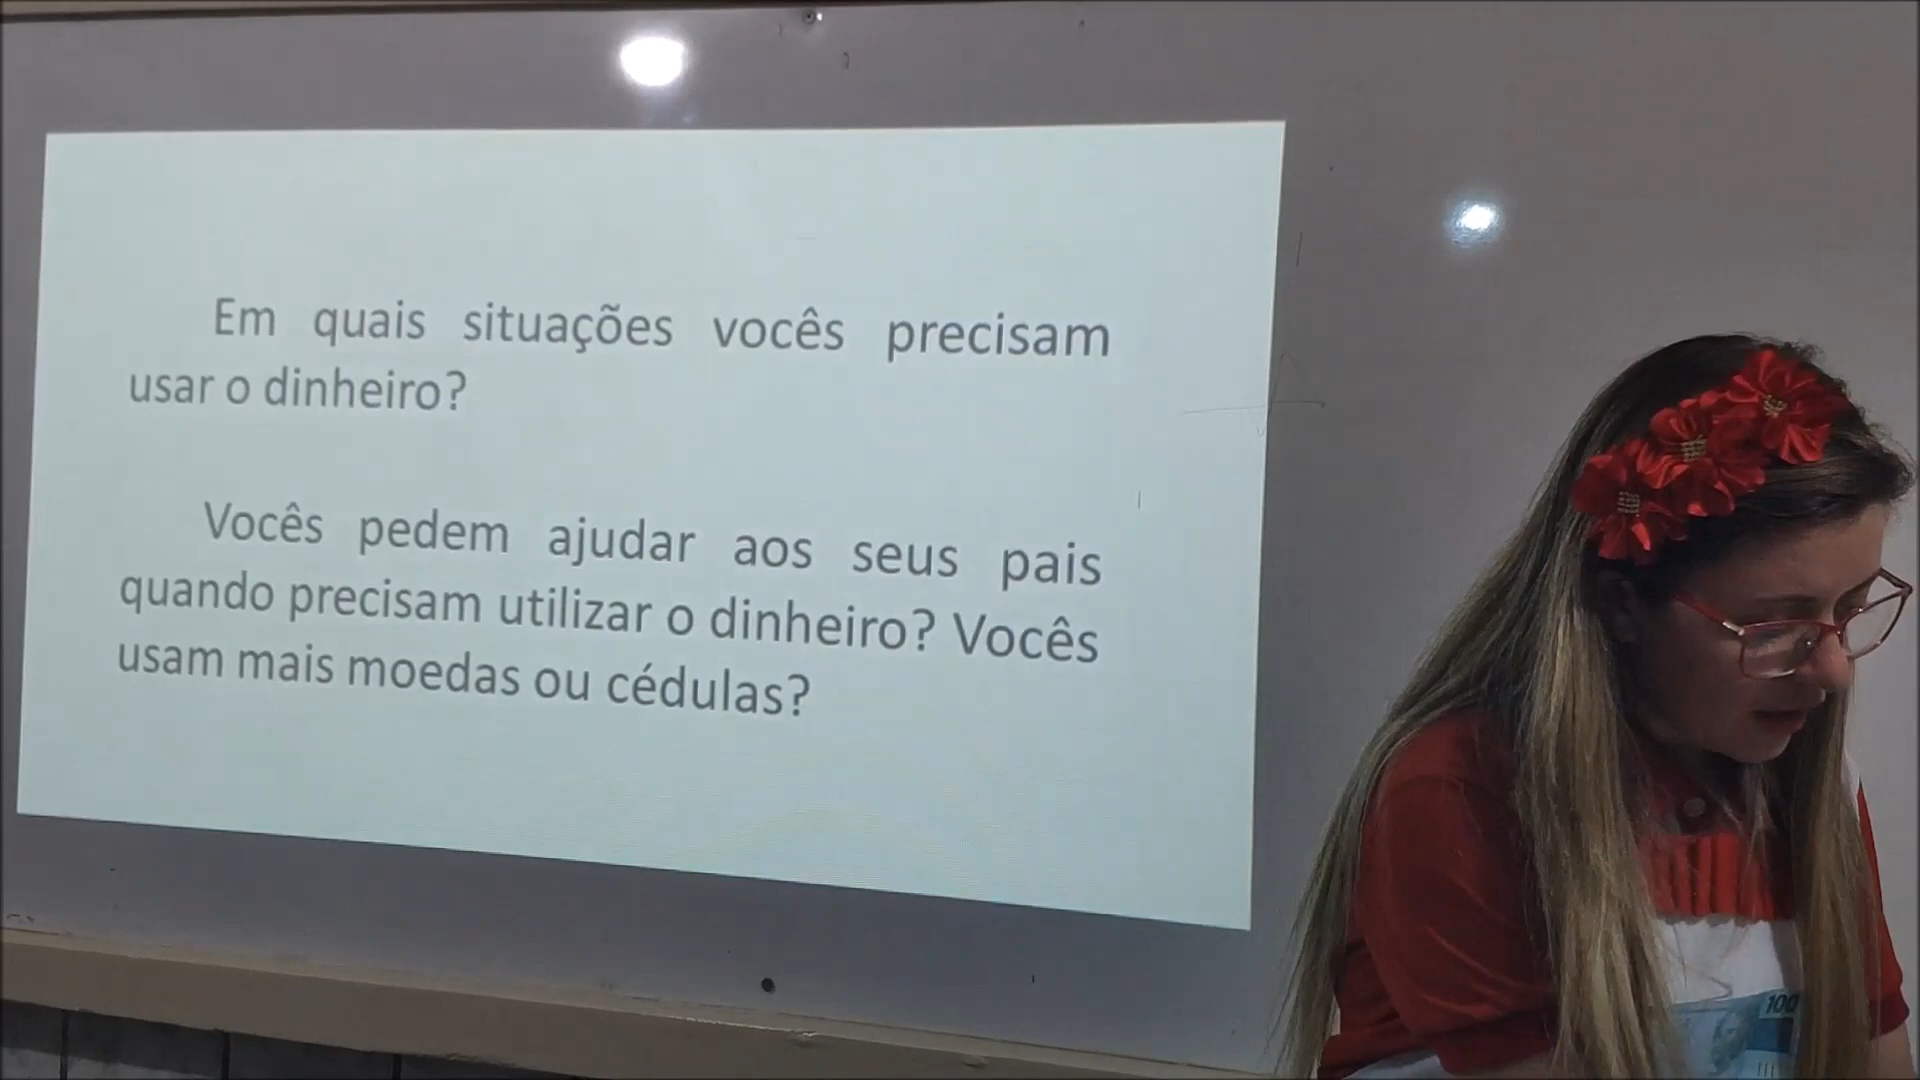 Em quais situações vocês precisam
usar o dinheiro?
Vocês pedem ajudar aos seus pais
quando precisam utilizar o dinheiro? Vocês
usam mais moedas ou cédulas?
100